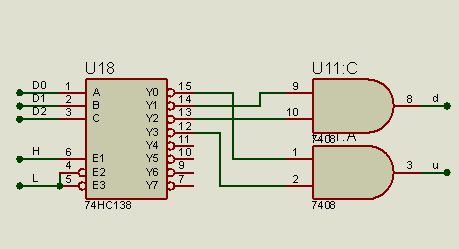 U18
U11:C
D0 1 A Y0 15
D1 2 B Y1 14
D2 3 C Y2 13
Y3 12
Y4 11
H 6 E1 Y5 10
4 E2 Y6 9
L 5 E3 Y7 7
74HC138
9
10
8 d
7408
1
2
3 u
7408